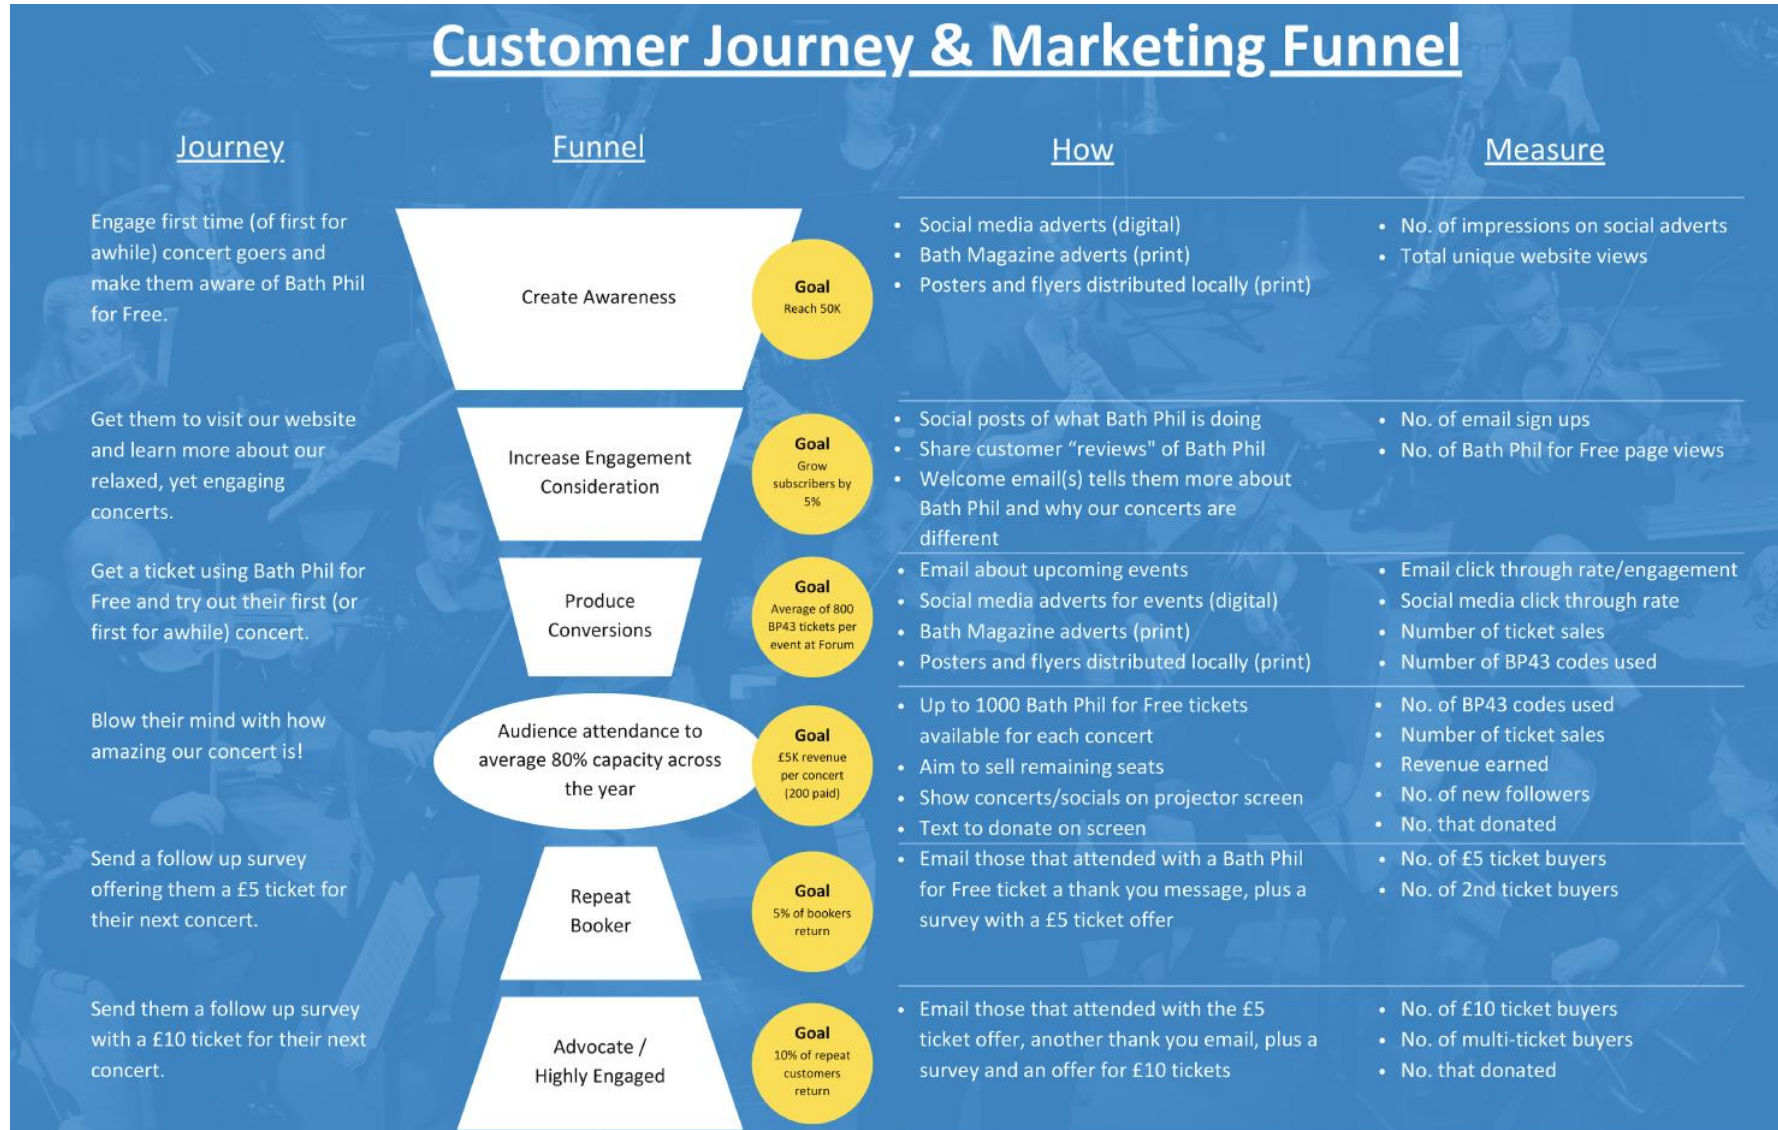 Customer Journey & Marketing Funnel
Journey
Funnel
How
Measure
Engage first time (of first for
awhile) concert goers and
make them aware of Bath Phil
for Free.
Create Awareness
Goal
Reach 50K
• Social media adverts (digital)
• Bath Magazine adverts (print)
• Posters and flyers distributed locally (print)
• No. of impressions on social adverts
• Total unique website views
Get them to visit our website
and learn more about our
relaxed, yet engaging
concerts.
Increase Engagement
Consideration
Goal
Grow
subscribers by
5%
• Social posts of what Bath Phil is doing
• Share customer “reviews" of Bath Phil
• Welcome email(s) tells them more about
Bath Phil and why our concerts are
different
• No. of email sign ups
• No. of Bath Phil for Free page views
Get a ticket using Bath Phil for
Free and try out their first (or
first for awhile) concert.
Produce
Conversions
Goal
Average of 800
BP43 tickets per
event at Forum
• Email about upcoming events
• Social media adverts for events (digital)
• Bath Magazine adverts (print)
• Posters and flyers distributed locally (print)
• Email click through rate/engagement
• Social media click through rate
• Number of ticket sales
• Number of BP43 codes used
Blow their mind with how
amazing our concert is!
Audience attendance to
average 80% capacity across
the year
Goal
£5K revenue
per concert
(200 paid)
• Up to 1000 Bath Phil for Free tickets
available for each concert
• Aim to sell remaining seats
• Show concerts/socials on projector screen
• Text to donate on screen
• No. of BP43 codes used
• Number of ticket sales
• Revenue earned
• No. of new followers
• No. that donated
Send a follow up survey
offering them a £5 ticket for
their next concert.
Repeat
Booker
Goal
5% of bookers
return
• Email those that attended with a Bath Phil
for Free ticket a thank you message, plus a
survey with a £5 ticket offer
• No. of £5 ticket buyers
• No. of 2nd ticket buyers
Send them a follow up survey
with a £10 ticket for their next
concert.
Advocate /
Highly Engaged
Goal
10% of repeat
customers
return
• Email those that attended with the £5
ticket offer, another thank you email, plus a
survey and an offer for £10 tickets
• No. of £10 ticket buyers
• No. of multi-ticket buyers
• No. that donated